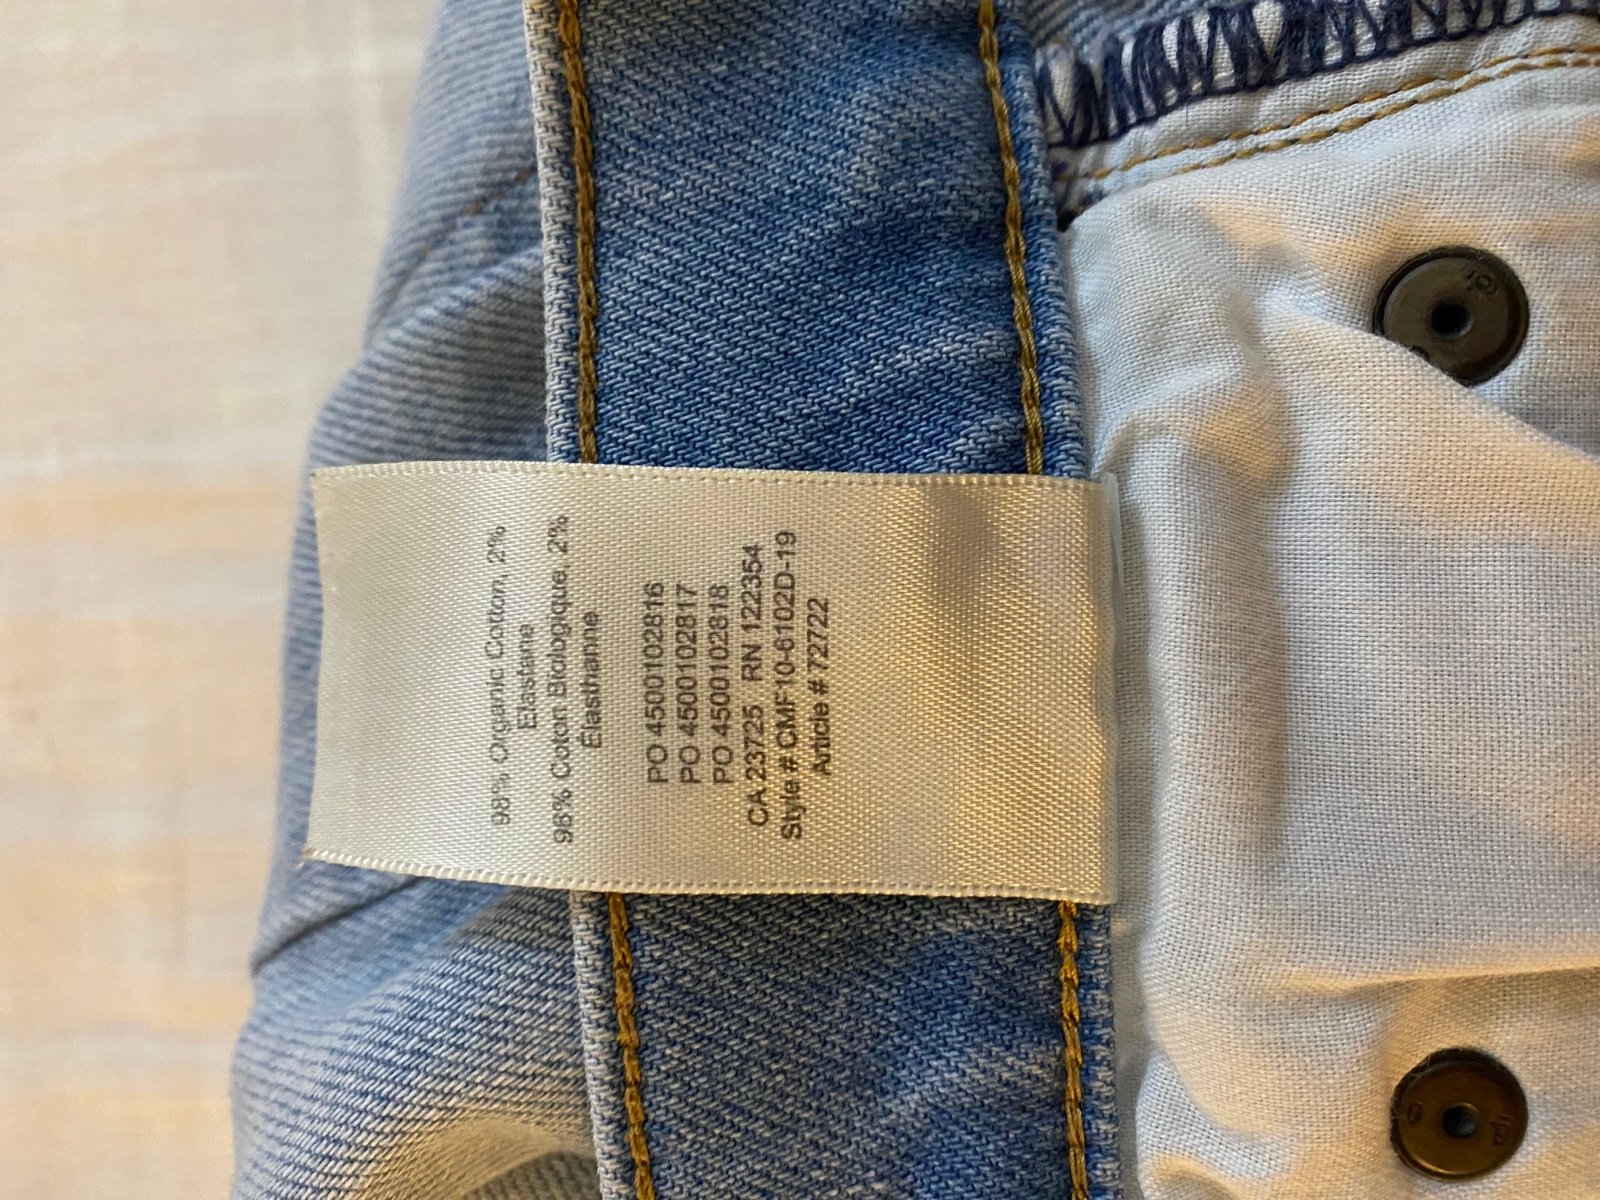 98% Organic Cotton, 2%
Elastane
98% Coton Biologique, 2%
Élasthanne
PO 4500102816
PO 4500102817
PO 4500102818
CA 23725 RN 122354
Style # CMF10-6102D-19
Article # 72722